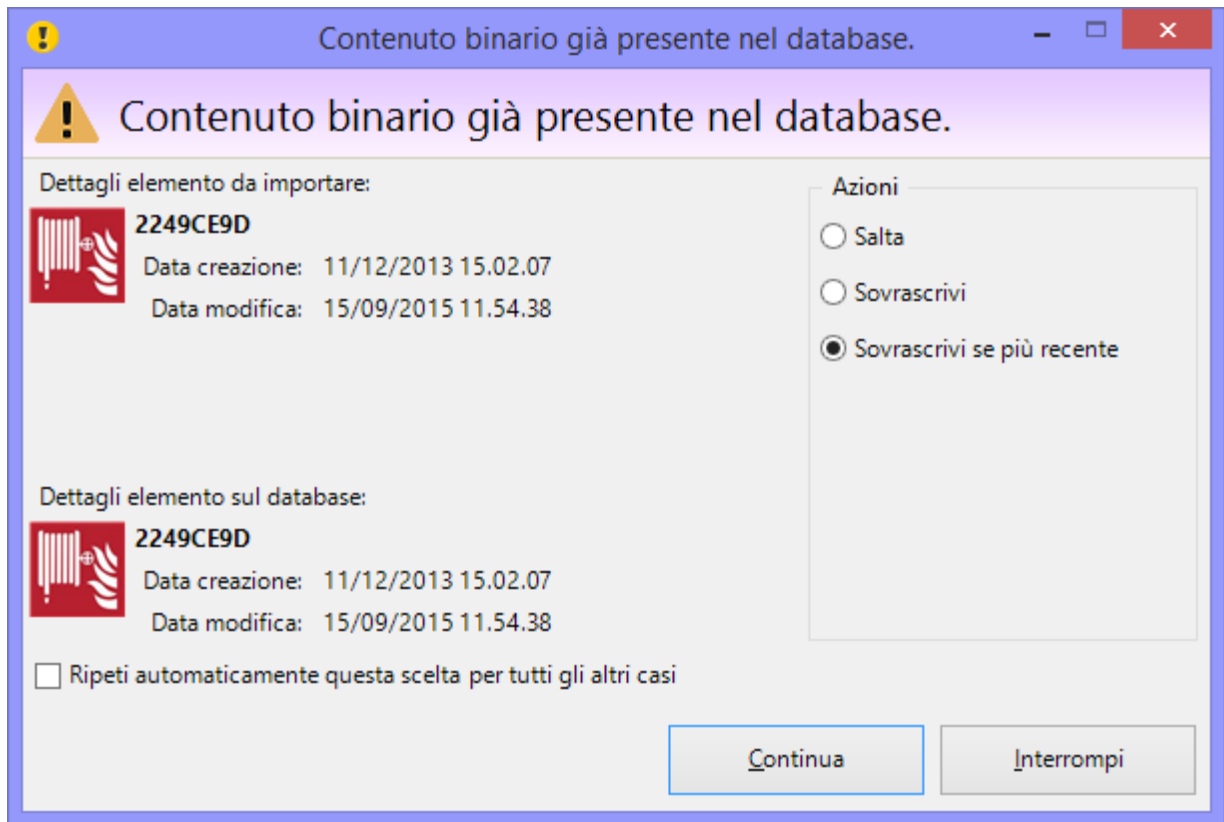 Contenuto binario già presente nel database.
Contenuto binario già presente nel database.
Dettagli elemento da importare:
2249CE9D
Data creazione: 11/12/2013 15.02.07
Data modifica: 15/09/2015 11.54.38
Azioni
Salta
Sovrascrivi
Sovrascrivi se più recente
Dettagli elemento sul database:
2249CE9D
Data creazione: 11/12/2013 15.02.07
Data modifica: 15/09/2015 11.54.38
Ripeti automaticamente questa scelta per tutti gli altri casi
Continua
Interrompi